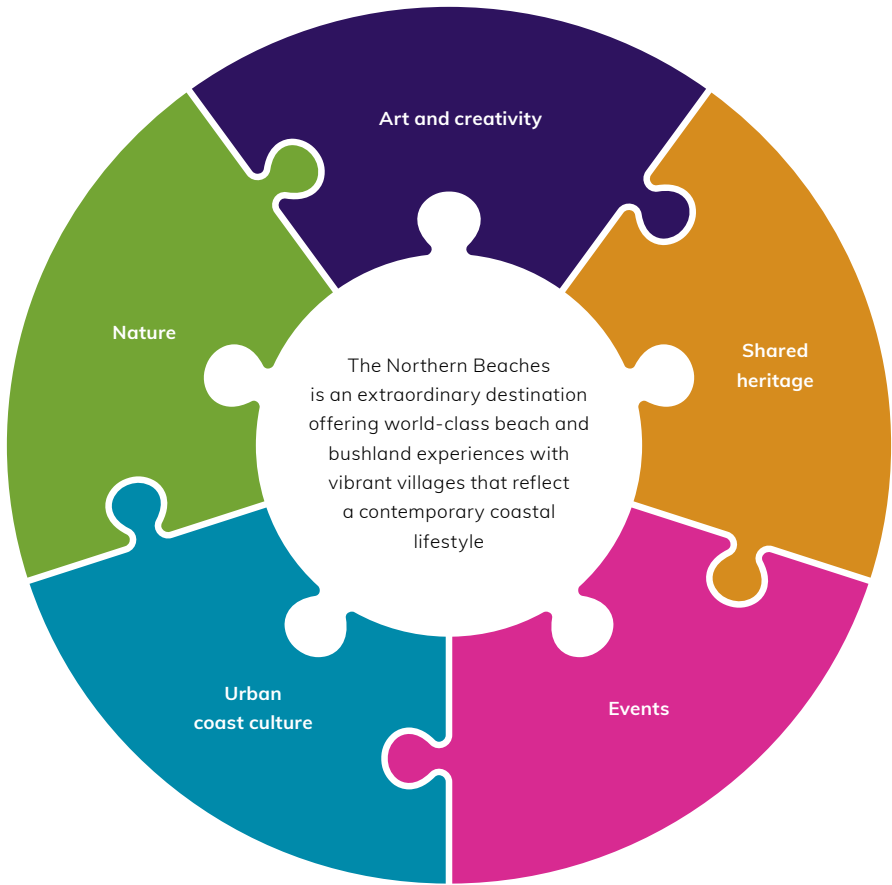 Art and creativity
Shared
heritage
Events
Urban
coast culture
Nature
The Northern Beaches
is an extraordinary destination
offering world-class beach and
bushland experiences with
vibrant villages that reflect
a contemporary coastal
lifestyle